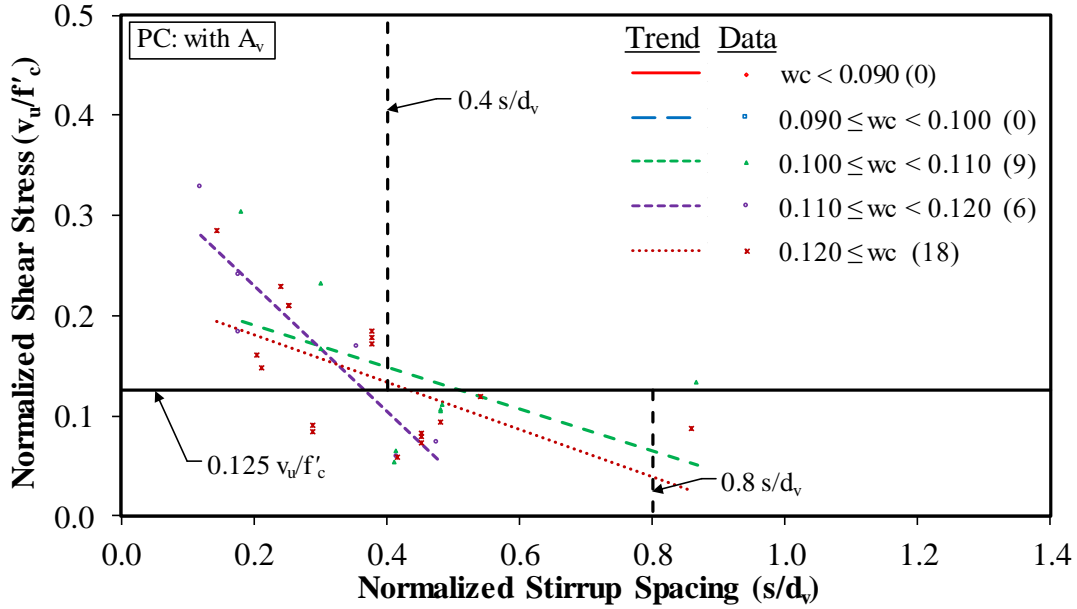 PC: with Aᵥ
Trend Data
wc < 0.090 (0)
0.090 ≤ wc < 0.100 (0)
0.100 ≤ wc < 0.110 (9)
0.110 ≤ wc < 0.120 (6)
0.120 ≤ wc (18)
0.4 s/dᵥ
0.125 vᵤ/f'c
0.8 s/dᵥ
Normalized Shear Stress (vᵤ/f'c)
0.5
0.4
0.3
0.2
0.1
0.0
0.0 0.2 0.4 0.6 0.8 1.0 1.2 1.4
Normalized Stirrup Spacing (s/dᵥ)